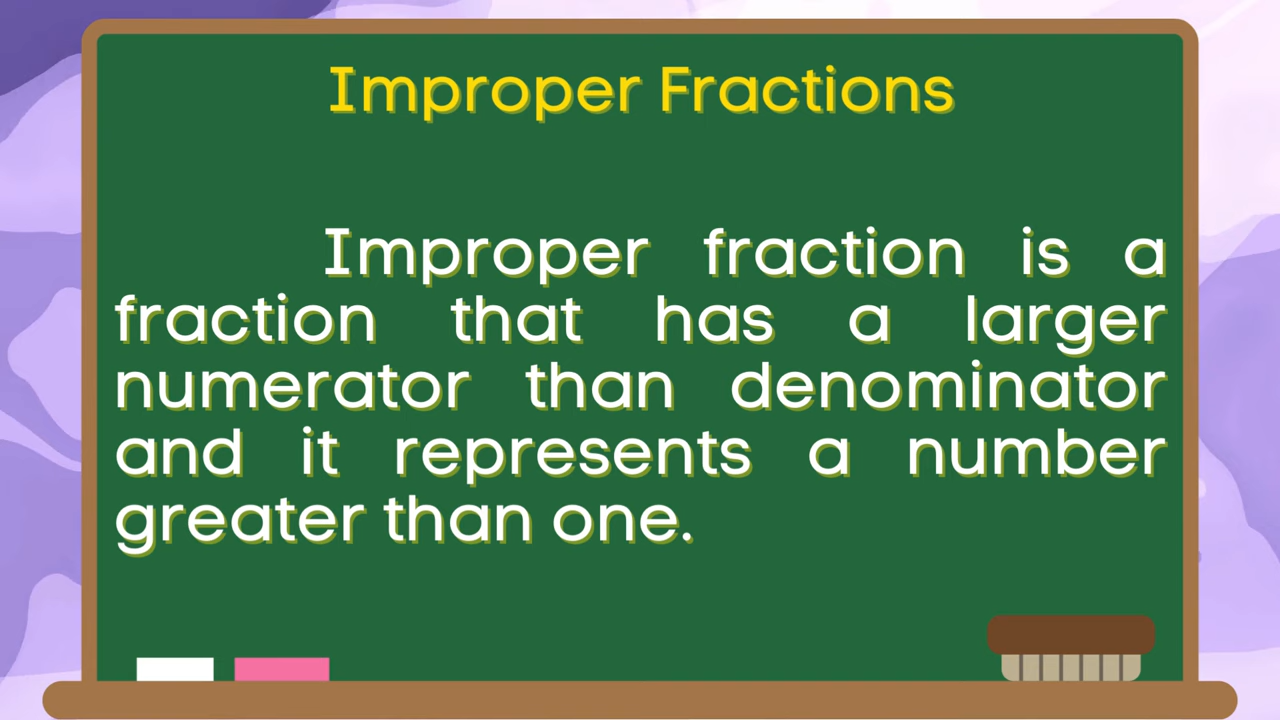 Improper Fractions
Improper fraction is a
fraction that has a larger
numerator than denominator
and it represents a number
greater than one.